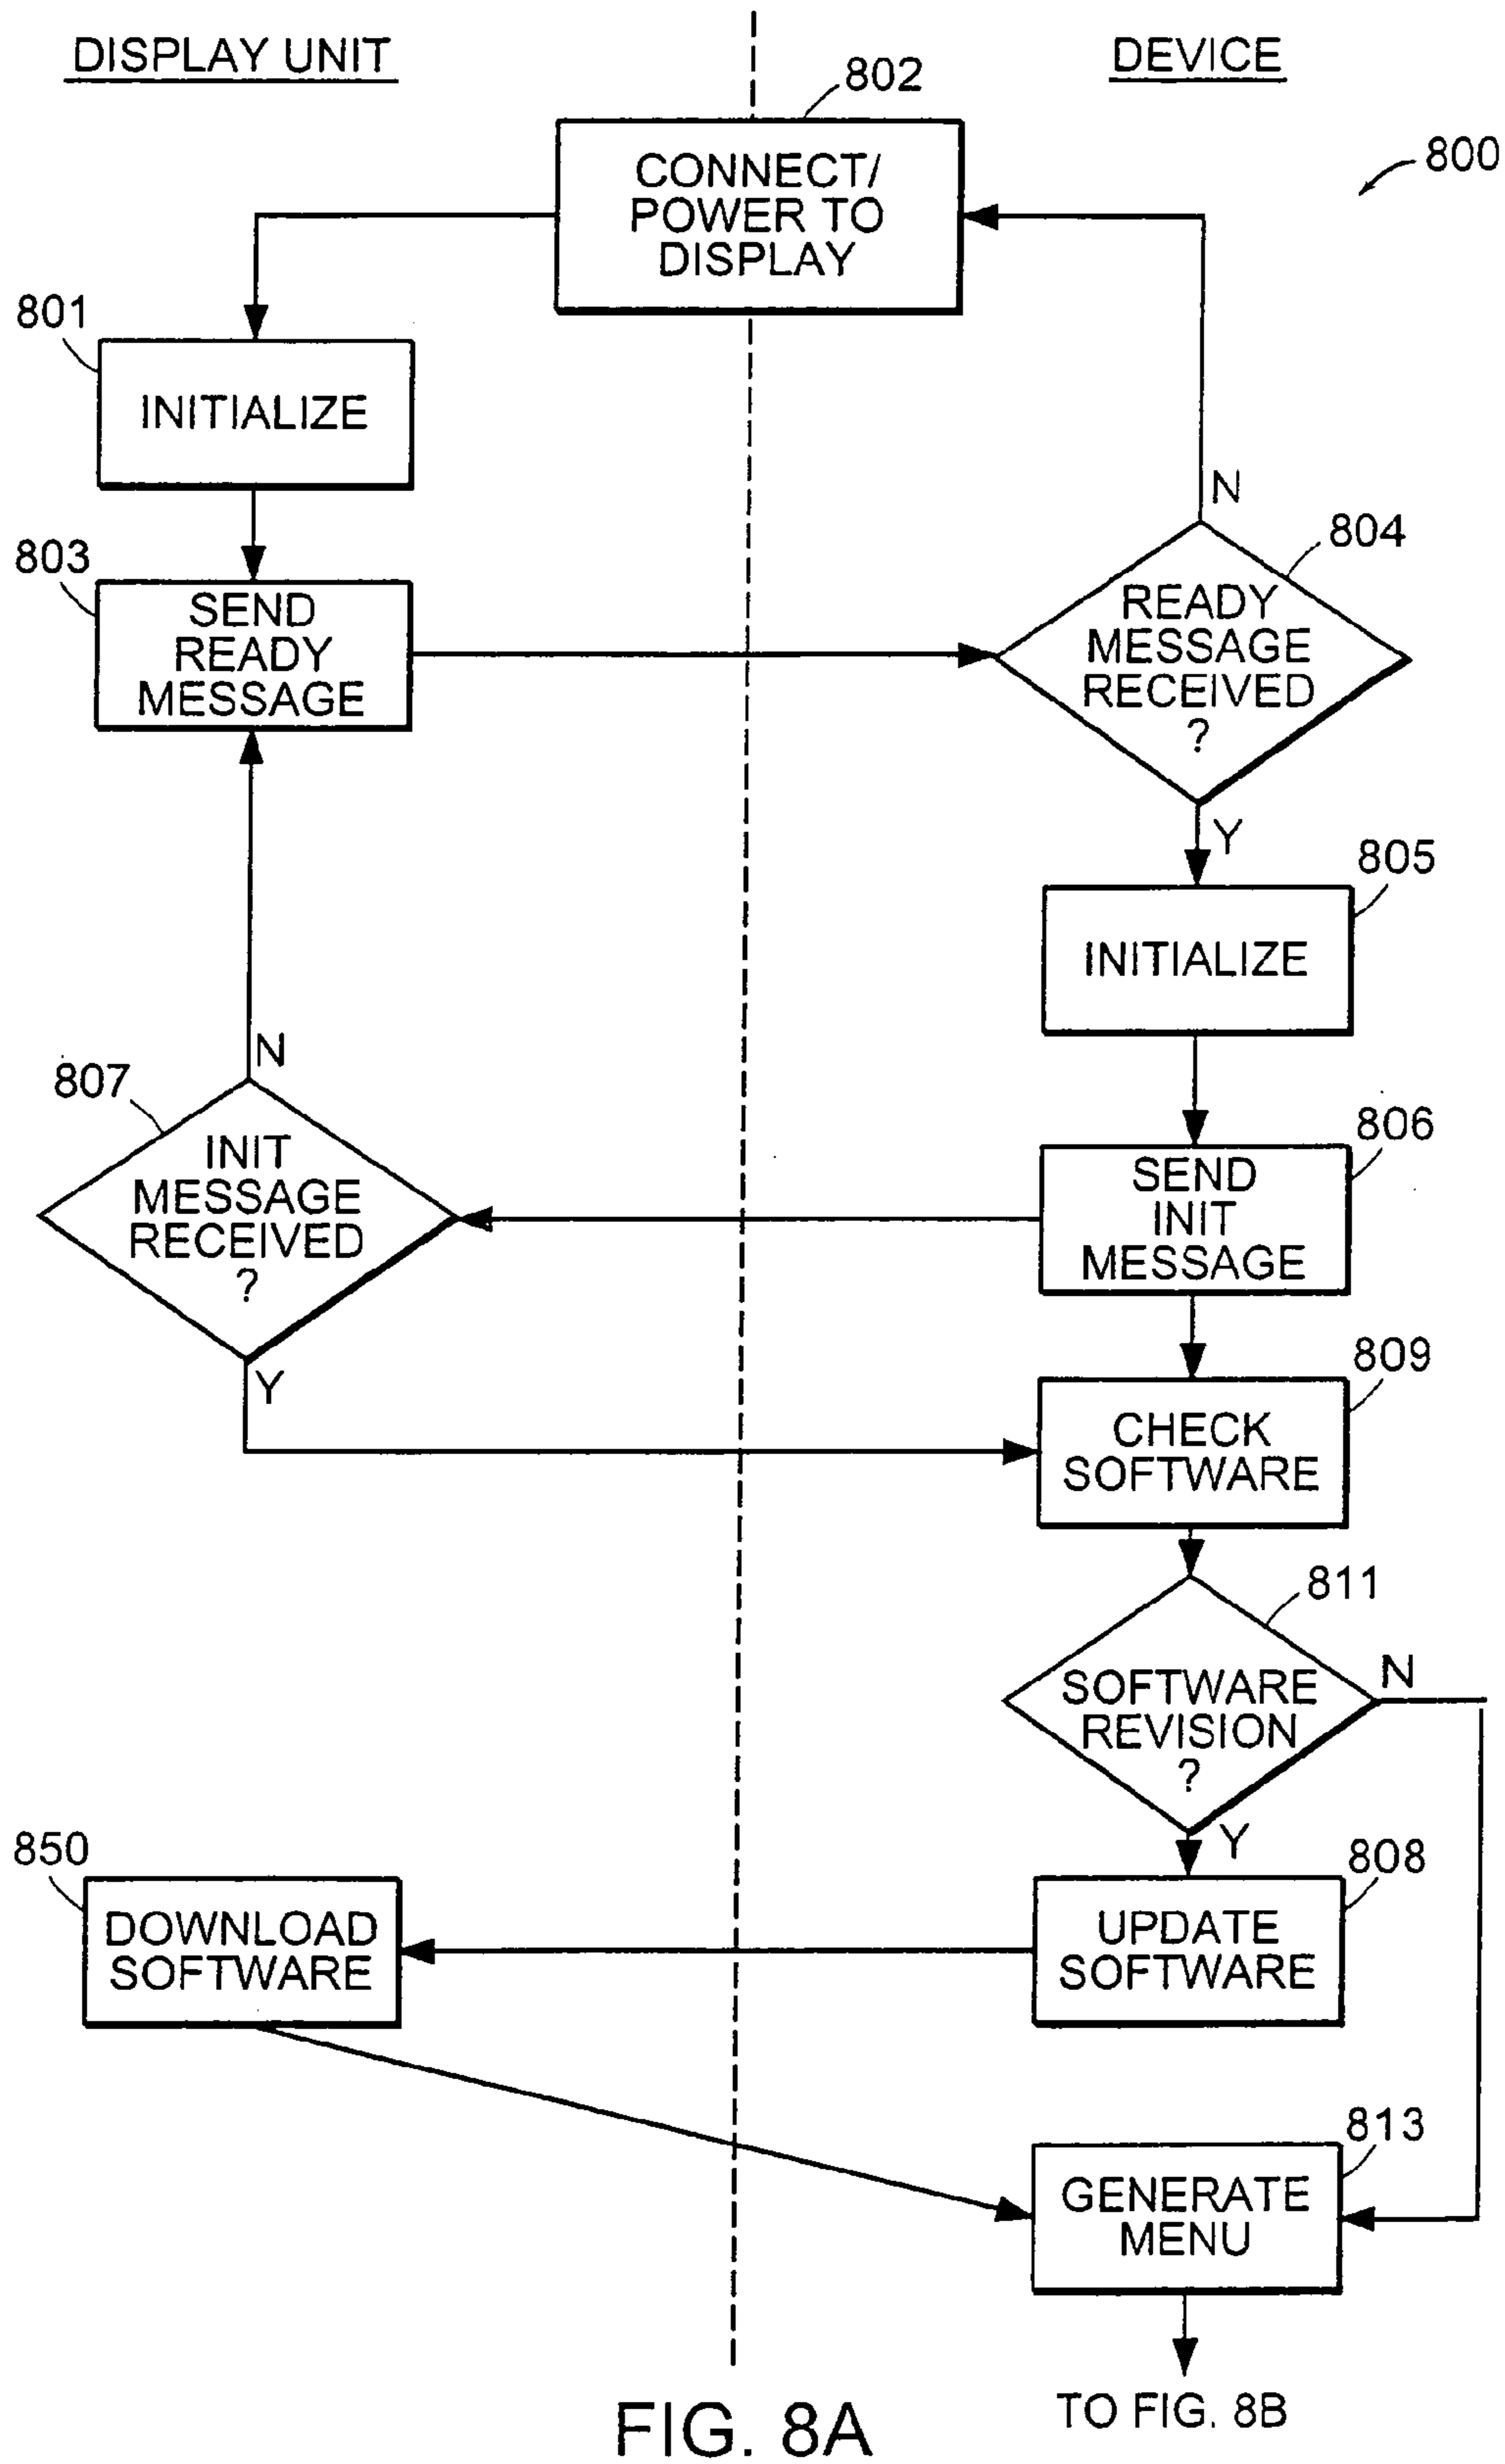 DISPLAY UNIT
DEVICE
802
800
CONNECT/
POWER TO
DISPLAY
801
INITIALIZE
N
804
803
SEND
READY
MESSAGE
READY
MESSAGE
RECEIVED
?
Y
805
INITIALIZE
N
807
INIT
MESSAGE
RECEIVED
?
806
SEND
INIT
MESSAGE
Y
809
CHECK
SOFTWARE
811
SOFTWARE
REVISION
?
N
Y
850
DOWNLOAD
SOFTWARE
808
UPDATE
SOFTWARE
813
GENERATE
MENU
TO FIG. 8B
FIG. 8A